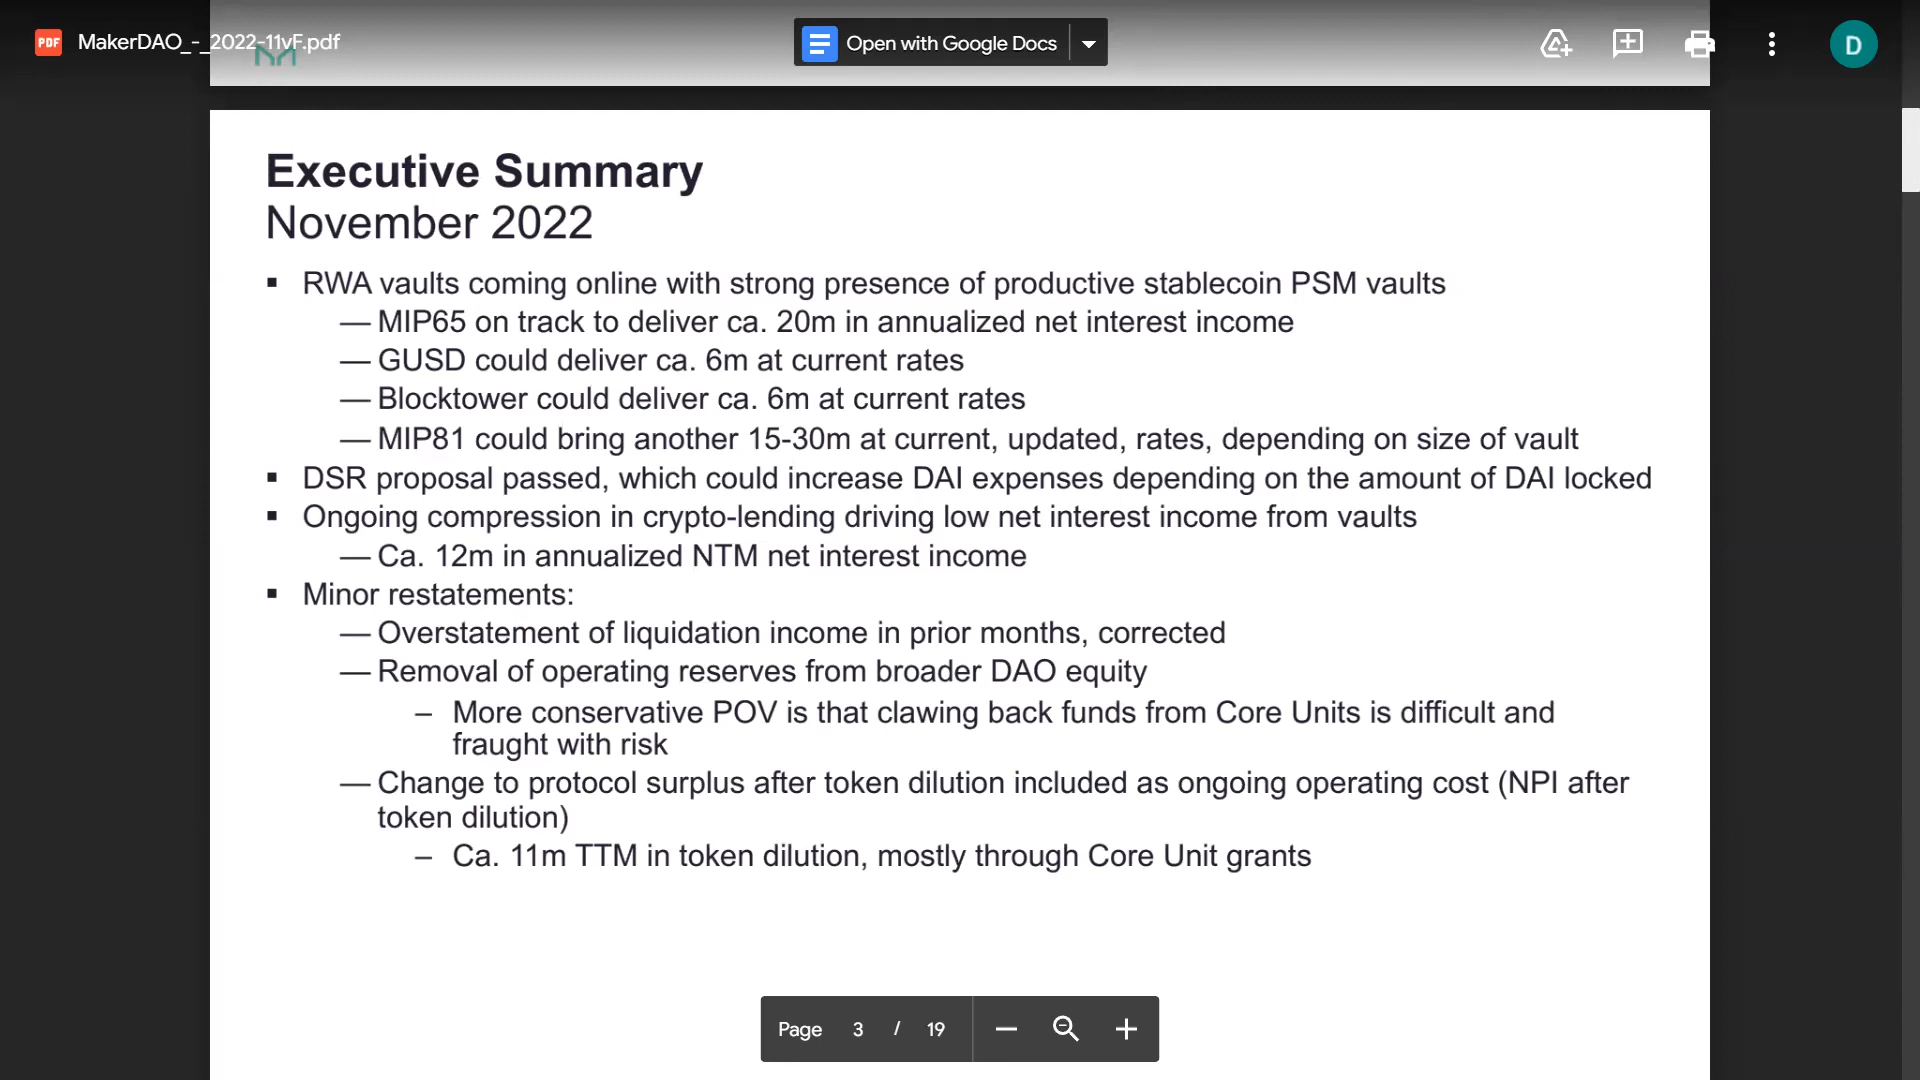 PDF MakerDAO_-_2022-11vF.pdf
Open with Google Docs
D
Executive Summary
November 2022
▪ RWA vaults coming online with strong presence of productive stablecoin PSM vaults
— MIP65 on track to deliver ca. 20m in annualized net interest income
— GUSD could deliver ca. 6m at current rates
— Blocktower could deliver ca. 6m at current rates
— MIP81 could bring another 15-30m at current, updated, rates, depending on size of vault
▪ DSR proposal passed, which could increase DAI expenses depending on the amount of DAI locked
▪ Ongoing compression in crypto-lending driving low net interest income from vaults
— Ca. 12m in annualized NTM net interest income
▪ Minor restatements:
— Overstatement of liquidation income in prior months, corrected
— Removal of operating reserves from broader DAO equity
– More conservative POV is that clawing back funds from Core Units is difficult and
fraught with risk
— Change to protocol surplus after token dilution included as ongoing operating cost (NPI after
token dilution)
– Ca. 11m TTM in token dilution, mostly through Core Unit grants
Page 3 / 19